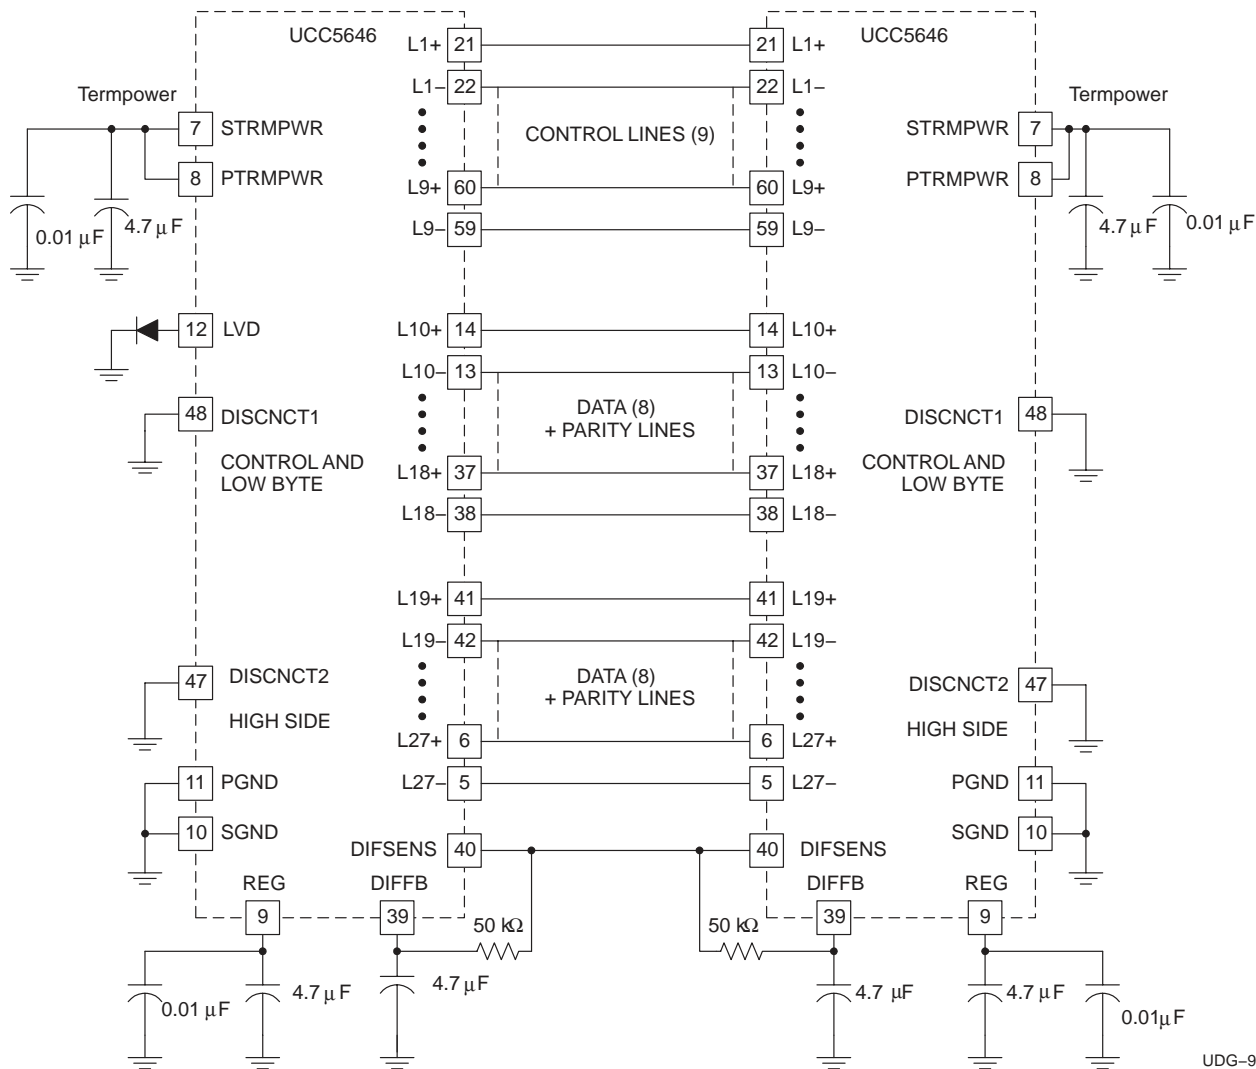 UCC5646
UCC5646
L1+ 21
21 L1+
L1– 22
22 L1–
Termpower
Termpower
7 STRMPWR
CONTROL LINES (9)
STRMPWR 7
8 PTRMPWR
L9+ 60
60 L9+
PTRMPWR 8
0.01 µF
4.7 µF
L9– 59
59 L9–
4.7 µF
0.01 µF
12 LVD
L10+ 14
14 L10+
L10– 13
13 L10–
48 DISCNCT1
DATA (8)
+ PARITY LINES
DISCNCT1 48
CONTROL AND
LOW BYTE
L18+ 37
37 L18+
CONTROL AND
LOW BYTE
L18– 38
38 L18–
L19+ 41
41 L19+
L19– 42
42 L19–
47 DISCNCT2
DATA (8)
+ PARITY LINES
DISCNCT2 47
HIGH SIDE
HIGH SIDE
L27+ 6
6 L27+
11 PGND
L27– 5
5 L27–
PGND 11
10 SGND
SGND 10
DIFSENS 40
40 DIFSENS
REG
DIFFB
DIFFB
REG
9
39
50 kΩ
50 kΩ
39
9
0.01 µF
4.7 µF
4.7 µF
4.7 µF
4.7 µF
0.01µF
UDG–9